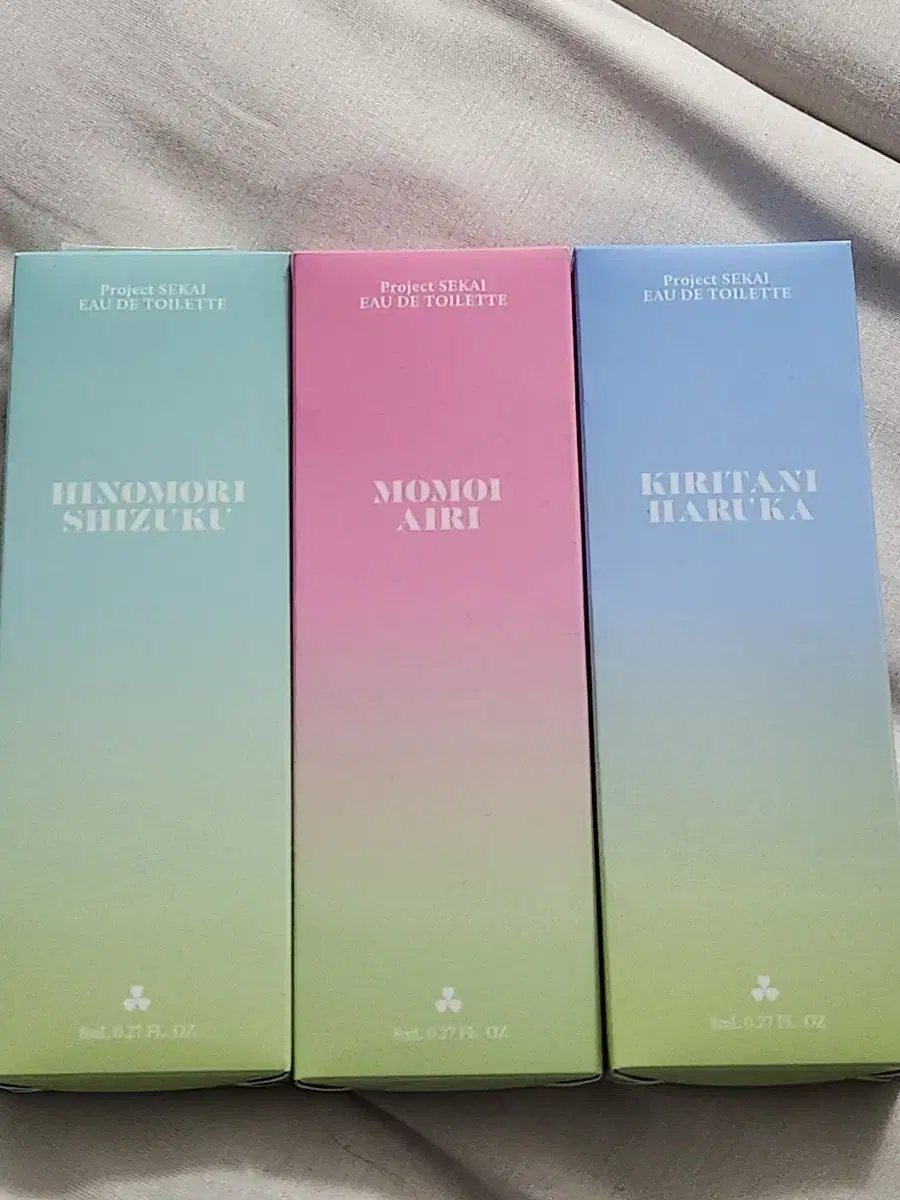 Project SEKAI
EAU DE TOILETTE
HINOMORI
SHIZUKU
8mL 0.27 FL. OZ
Project SEKAI
EAU DE TOILETTE
MOMOI
AIRI
8mL 0.27 FL. OZ
Project SEKAI
EAU DE TOILETTE
KIRITANI
HARUKA
8mL 0.27 FL. OZ